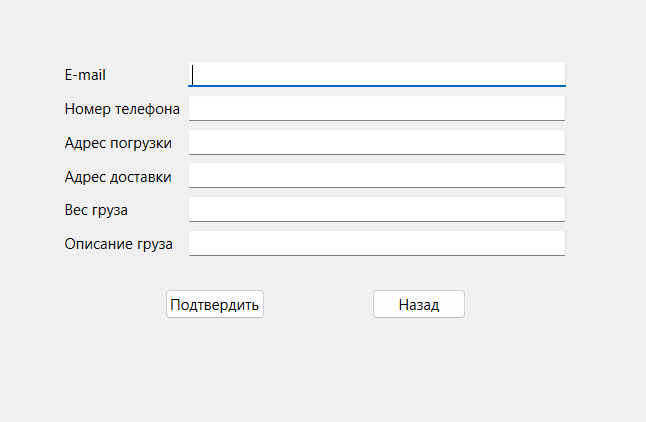 E-mail
Номер телефона
Адрес погрузки
Адрес доставки
Вес груза
Описание груза
Подтвердить Назад